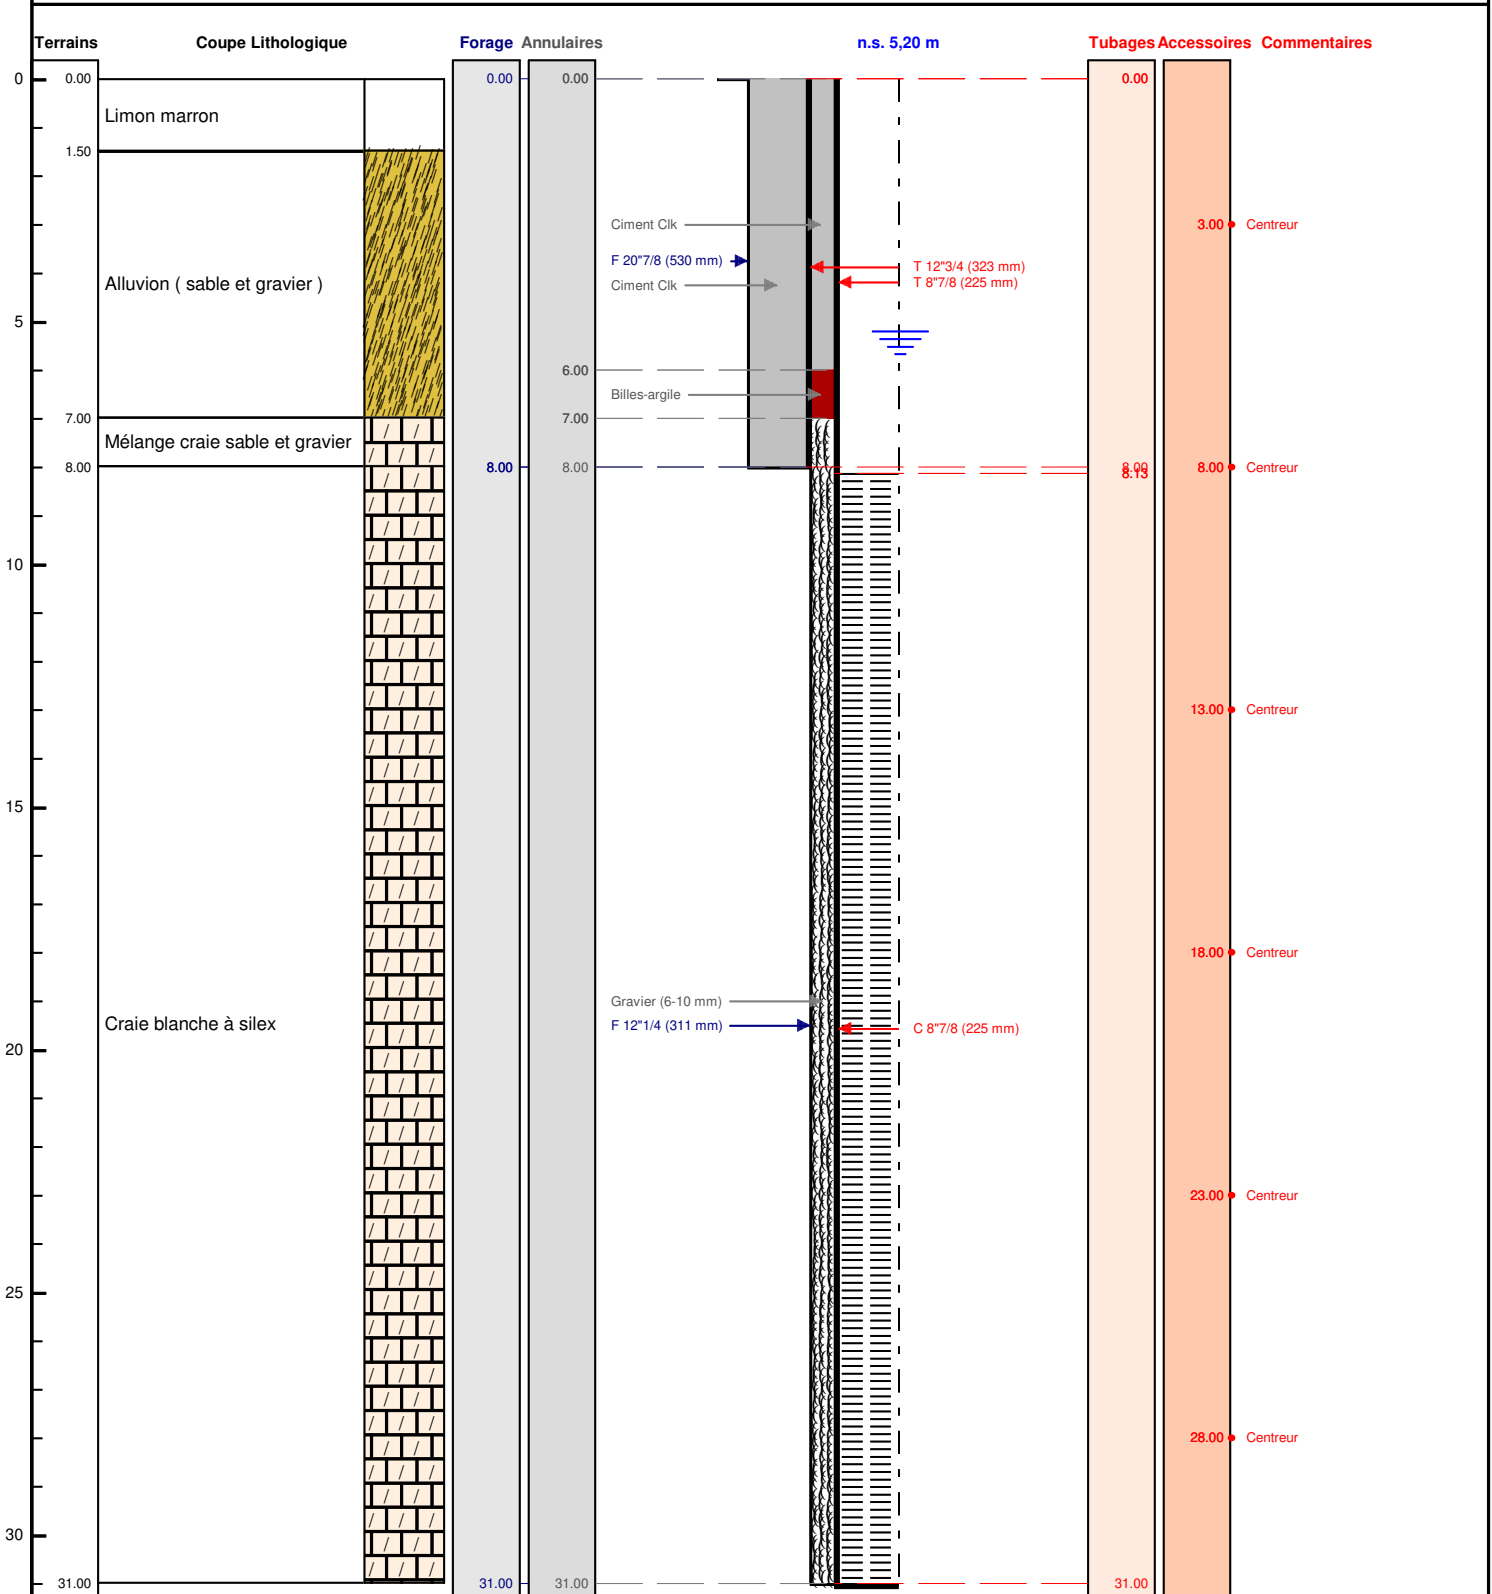 Terrains Coupe Lithologique Forage Annulaires n.s. 5,20 m Tubages Accessoires Commentaires
0 0.00 0.00 0.00 0.00
Limon marron
1.50
Ciment Clk 3.00 Centreur
F 20"7/8 (530 mm) T 12"3/4 (323 mm)
Alluvion ( sable et gravier ) Ciment Clk T 8"7/8 (225 mm)
5
6.00
Billes-argile
7.00 7.00
Mélange craie sable et gravier
8.00 8.00 8.00 8.00 8.00 Centreur
8.13
10
13.00 Centreur
15
18.00 Centreur
Gravier (6-10 mm)
Craie blanche à silex F 12"1/4 (311 mm) C 8"7/8 (225 mm)
20
23.00 Centreur
25
28.00 Centreur
30
31.00 31.00 31.00 31.00